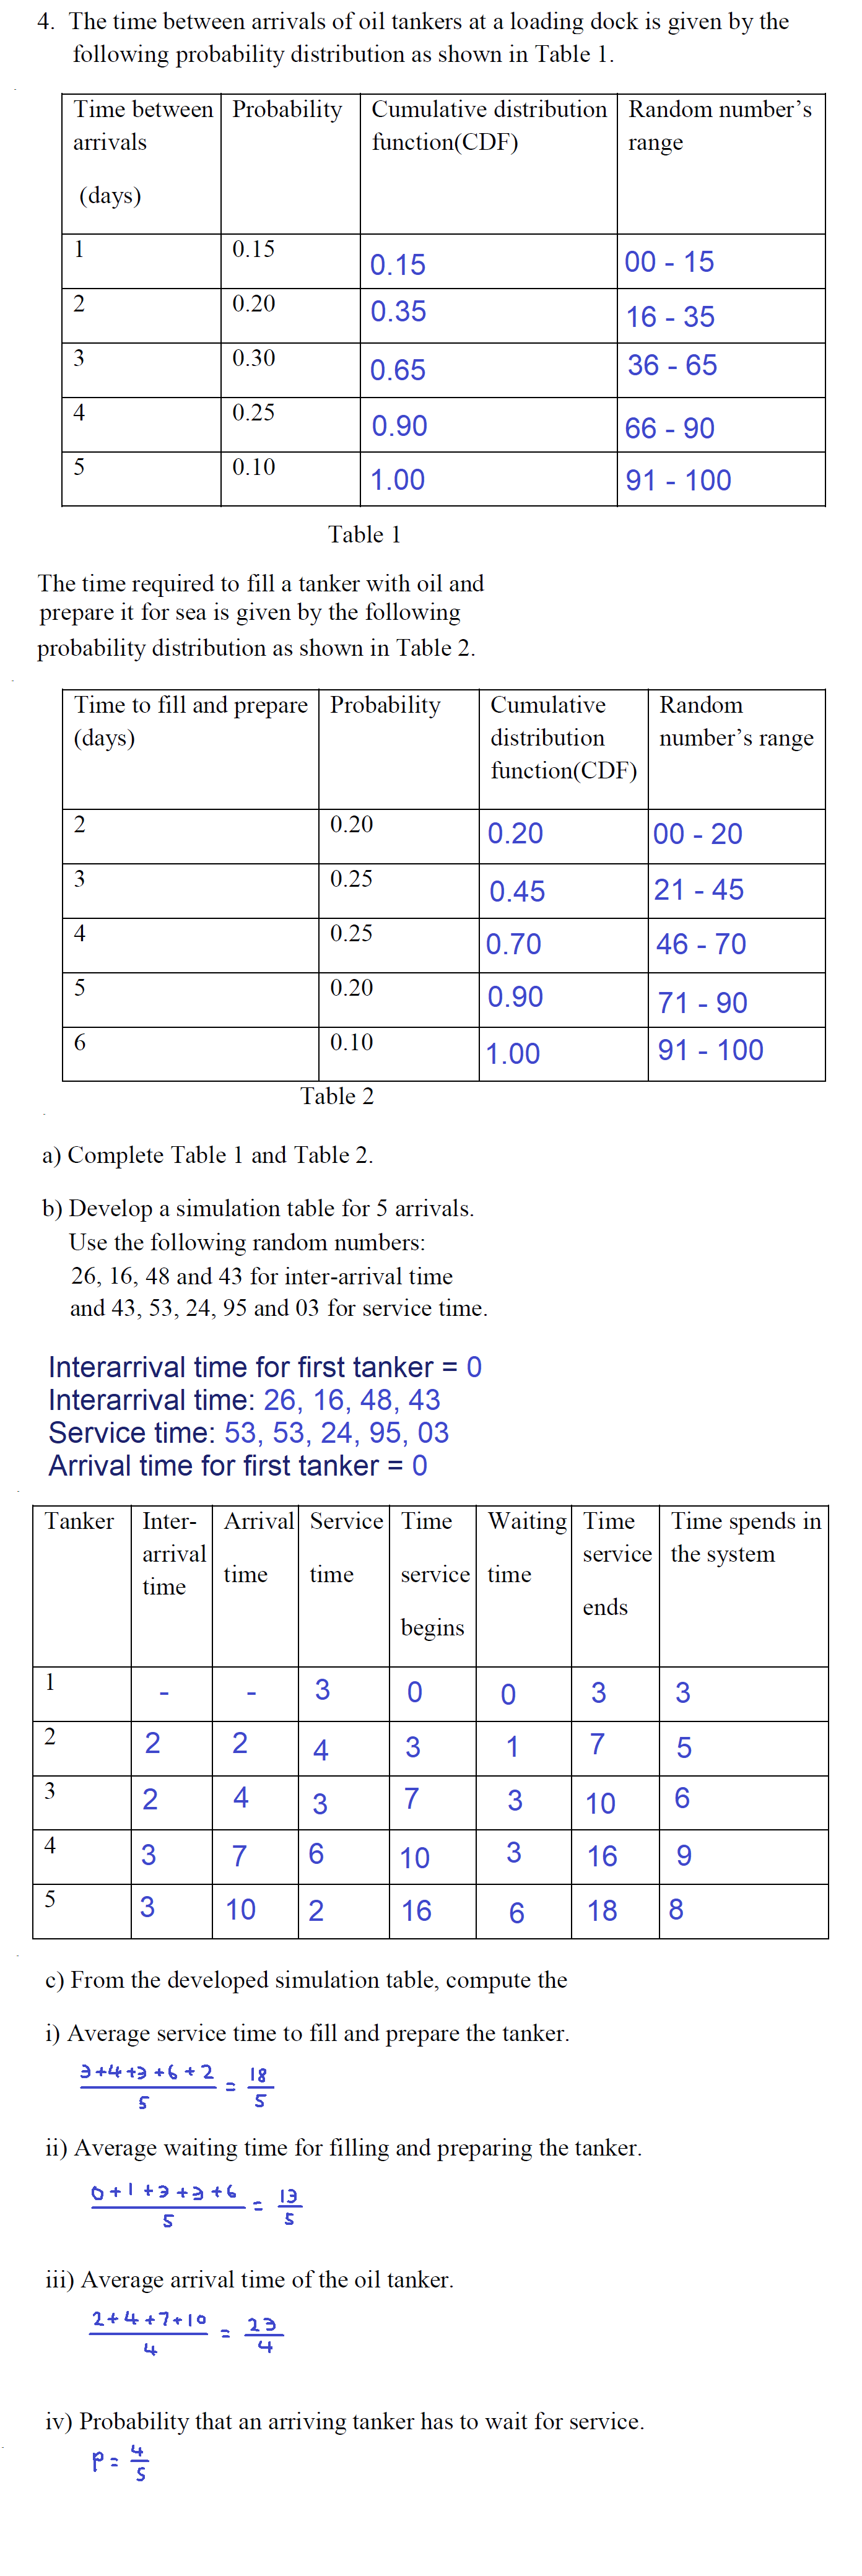 4. The time between arrivals of oil tankers at a loading dock is given by the
following probability distribution as shown in Table 1.
Time between arrivals (days) Probability Cumulative distribution function(CDF) Random number’s range
1 0.15 0.15 00 - 15
2 0.20 0.35 16 - 35
3 0.30 0.65 36 - 65
4 0.25 0.90 66 - 90
5 0.10 1.00 91 - 100
Table 1
The time required to fill a tanker with oil and
prepare it for sea is given by the following
probability distribution as shown in Table 2.
Time to fill and prepare (days) Probability Cumulative distribution function(CDF) Random number’s range
2 0.20 0.20 00 - 20
3 0.25 0.45 21 - 45
4 0.25 0.70 46 - 70
5 0.20 0.90 71 - 90
6 0.10 1.00 91 - 100
Table 2
a) Complete Table 1 and Table 2.
b) Develop a simulation table for 5 arrivals.
Use the following random numbers:
26, 16, 48 and 43 for inter-arrival time
and 43, 53, 24, 95 and 03 for service time.
Interarrival time for first tanker = 0
Interarrival time: 26, 16, 48, 43
Service time: 53, 53, 24, 95, 03
Arrival time for first tanker = 0
Tanker Inter-arrival time Arrival time Service time Time service begins Waiting time Time service ends Time spends in the system
1 - - 3 0 0 3 3
2 2 2 4 3 1 7 5
3 2 4 3 7 3 10 6
4 3 7 6 10 3 16 9
5 3 10 2 16 6 18 8
c) From the developed simulation table, compute the
i) Average service time to fill and prepare the tanker.
3+4+3+6+2 / 5 = 18 / 5
ii) Average waiting time for filling and preparing the tanker.
0+1+3+3+6 / 5 = 13 / 5
iii) Average arrival time of the oil tanker.
2+4+7+10 / 4 = 23 / 4
iv) Probability that an arriving tanker has to wait for service.
P = 4 / 5